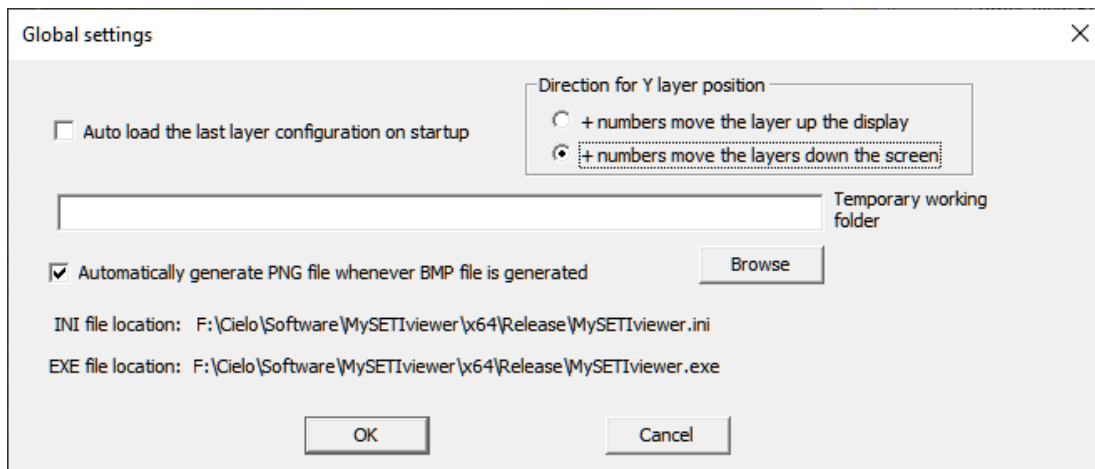 Global settings
Direction for Y layer position
Auto load the last layer configuration on startup
+ numbers move the layer up the display
+ numbers move the layers down the screen
Temporary working
folder
Automatically generate PNG file whenever BMP file is generated
Browse
INI file location: F:\Cielo\Software\MySETIviewer\x64\Release\MySETIviewer.ini
EXE file location: F:\Cielo\Software\MySETIviewer\x64\Release\MySETIviewer.exe
OK
Cancel